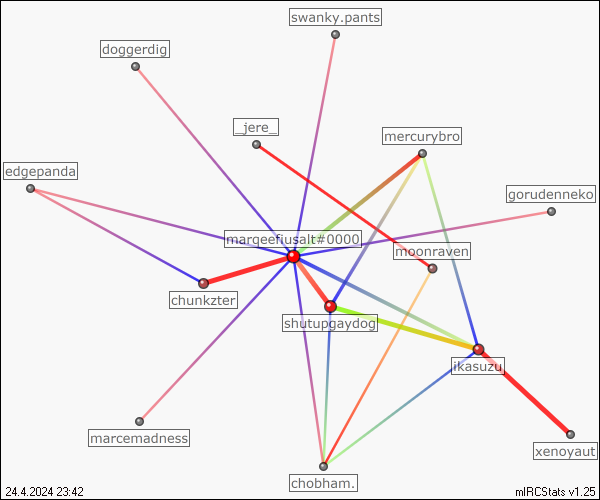 swanky.pants
doggerdig
_jere_
mercurybro
edgepanda
gorudenneko
margeefiusalt#0000
moonraven
chunkzter
shutupgaydog
ikasuzu
marcemadness
xenoyaut
chobham.
24.4.2024 23:42
mIRCStats v1.25